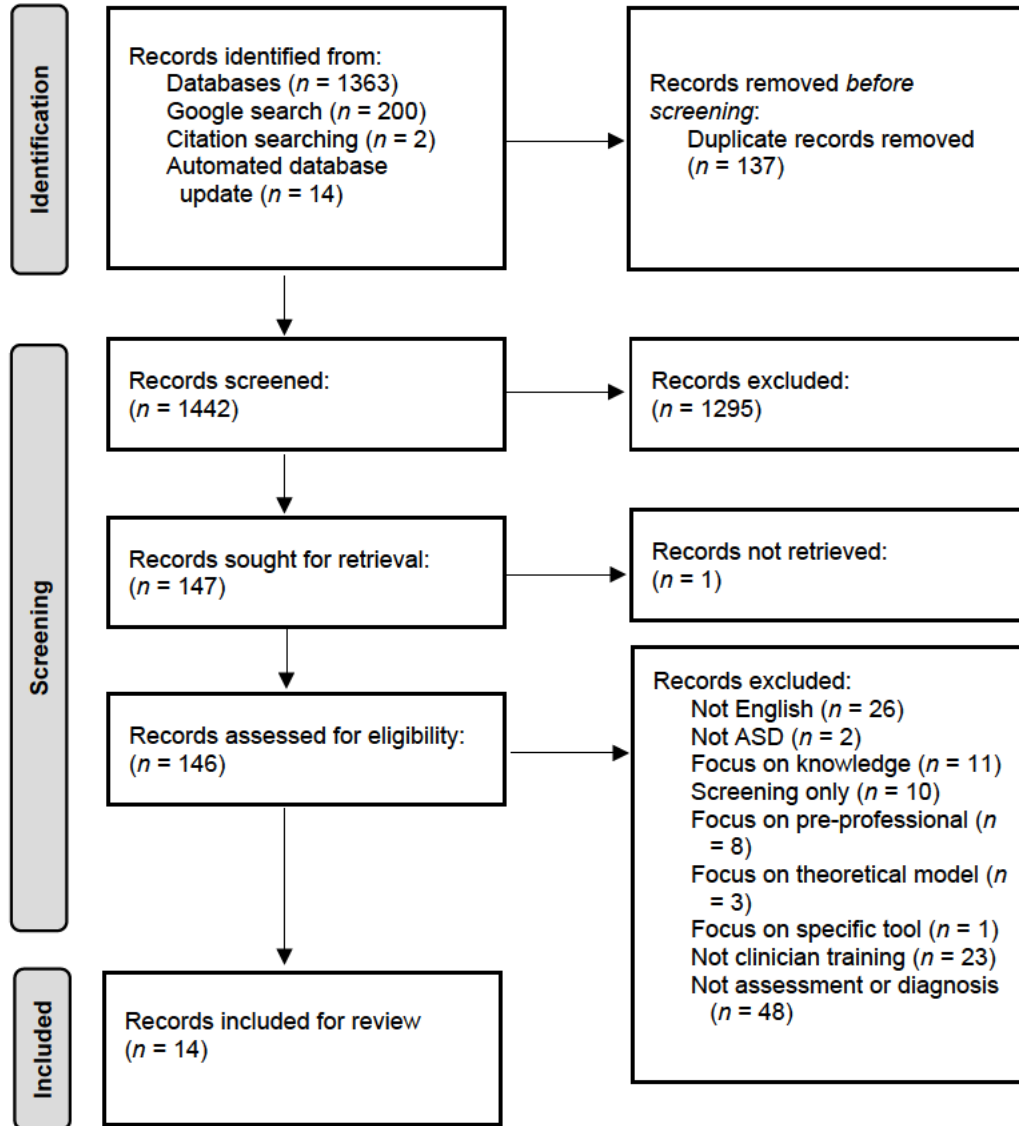 Identification
Records identified from:
Databases (n = 1363)
Google search (n = 200)
Citation searching (n = 2)
Automated database
update (n = 14)
Records removed before
screening:
Duplicate records removed
(n = 137)
Screening
Records screened:
(n = 1442)
Records excluded:
(n = 1295)
Records sought for retrieval:
(n = 147)
Records not retrieved:
(n = 1)
Records assessed for eligibility:
(n = 146)
Records excluded:
Not English (n = 26)
Not ASD (n = 2)
Focus on knowledge (n = 11)
Screening only (n = 10)
Focus on pre-professional (n
= 8)
Focus on theoretical model (n
= 3)
Focus on specific tool (n = 1)
Not clinician training (n = 23)
Not assessment or diagnosis
(n = 48)
Included
Records included for review
(n = 14)